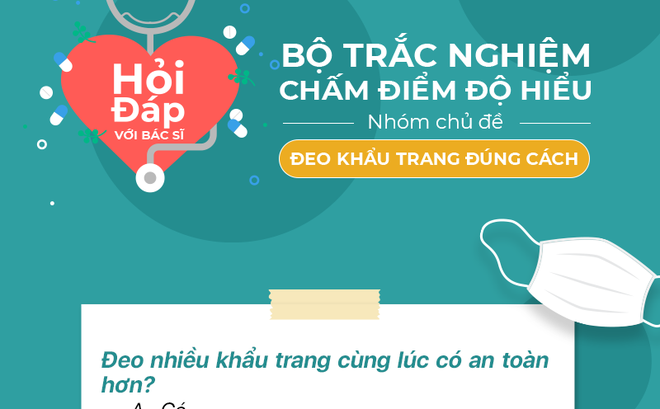 Hỏi
Đáp
VỚI BÁC SĨ
BỘ TRẮC NGHIỆM
CHẤM ĐIỂM ĐỘ HIỂU
Nhóm chủ đề
ĐEO KHẨU TRANG ĐÚNG CÁCH
Đeo nhiều khẩu trang cùng lúc có an toàn
hơn?